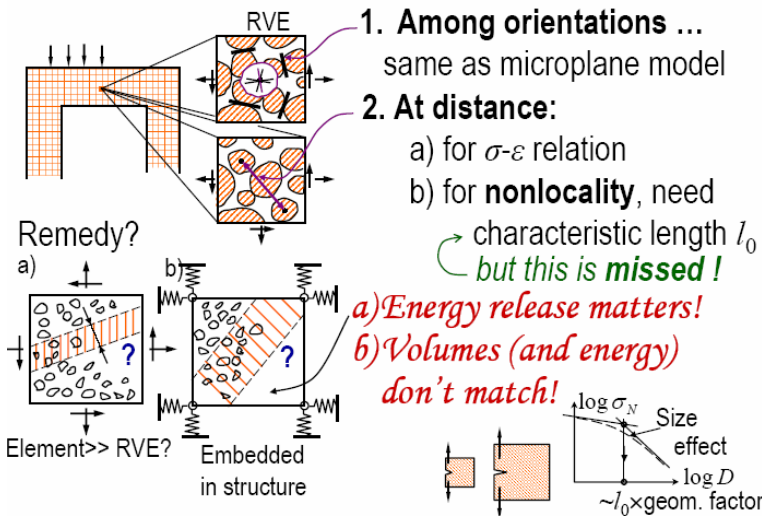 RVE
1. Among orientations ...
same as microplane model
2. At distance:
a) for σ-ε relation
b) for nonlocality, need
characteristic length l₀
but this is missed !
Remedy?
a)
b)
?
?
Element>> RVE?
Embedded
in structure
a)Energy release matters!
b)Volumes (and energy)
don't match!
log σ_N
Size
effect
log D
~l₀×geom. factor